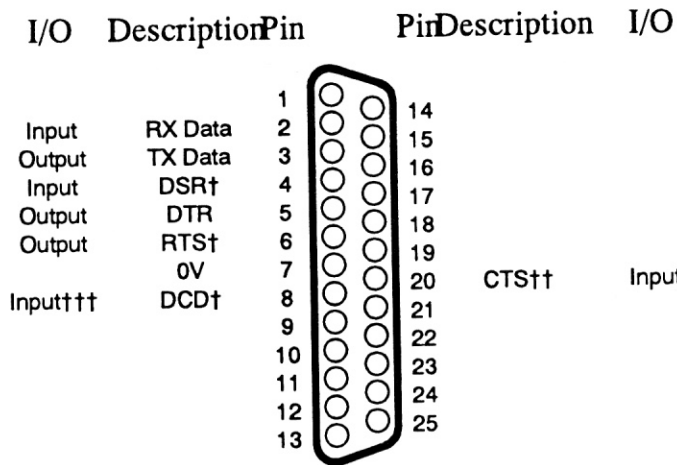 I/O Description Pin Pin Description I/O
1 14
Input RX Data 2 15
Output TX Data 3 16
Input DSR† 4 17
Output DTR 5 18
Output RTS† 6 19
0V 7 20 CTS†† Input
Input††† DCD† 8 21
9 22
10 23
11 24
12 25
13